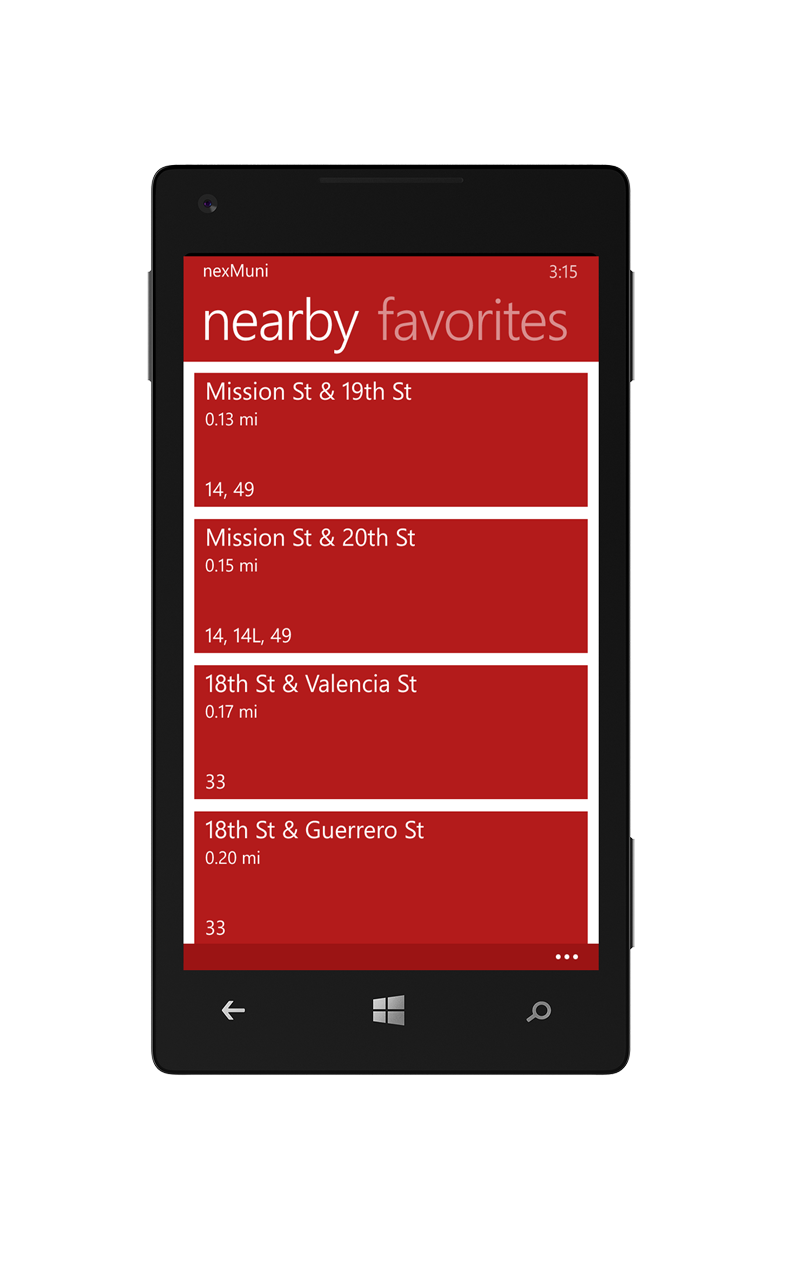 nexMuni 3:15
nearby favorites
Mission St & 19th St
0.13 mi
14, 49
Mission St & 20th St
0.15 mi
14, 14L, 49
18th St & Valencia St
0.17 mi
33
18th St & Guerrero St
0.20 mi
33